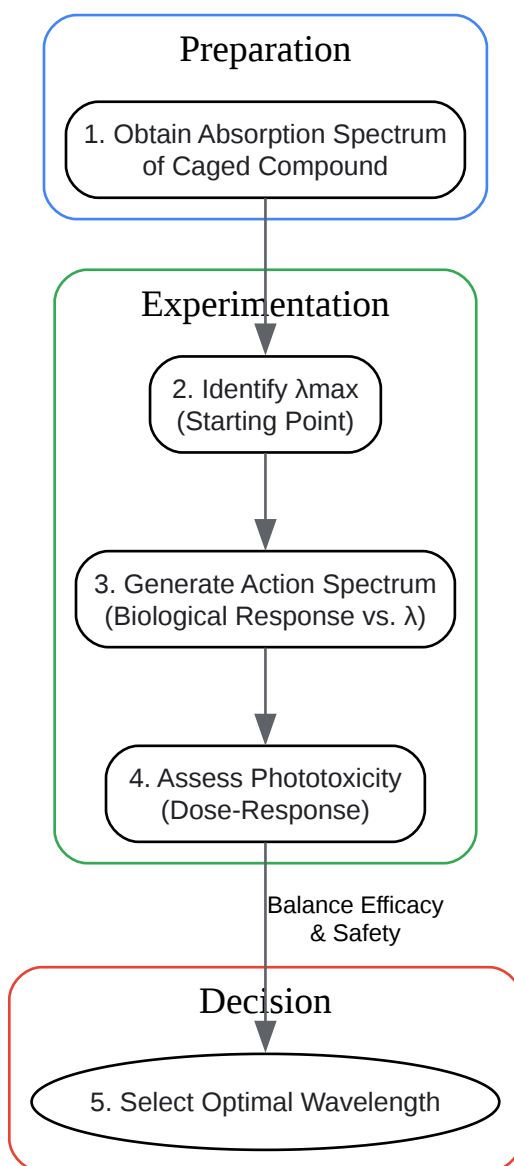 Preparation
1. Obtain Absorption Spectrum
of Caged Compound
Experimentation
2. Identify λmax
(Starting Point)
3. Generate Action Spectrum
(Biological Response vs. λ)
4. Assess Phototoxicity
(Dose-Response)
Balance Efficacy
& Safety
Decision
5. Select Optimal Wavelength